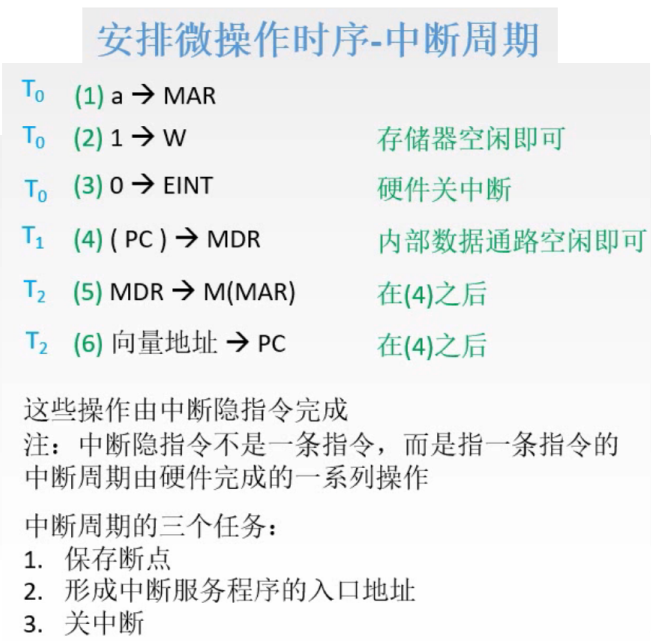 安排微操作时序-中断周期
T₀ (1) a → MAR
T₀ (2) 1 → W 存储器空闲即可
T₀ (3) 0 → EINT 硬件关中断
T₁ (4) ( PC ) → MDR 内部数据通路空闲即可
T₂ (5) MDR → M(MAR) 在(4)之后
T₂ (6) 向量地址 → PC 在(4)之后
这些操作由中断隐指令完成
注：中断隐指令不是一条指令，而是指一条指令的
中断周期由硬件完成的一系列操作
中断周期的三个任务：
1. 保存断点
2. 形成中断服务程序的入口地址
3. 关中断